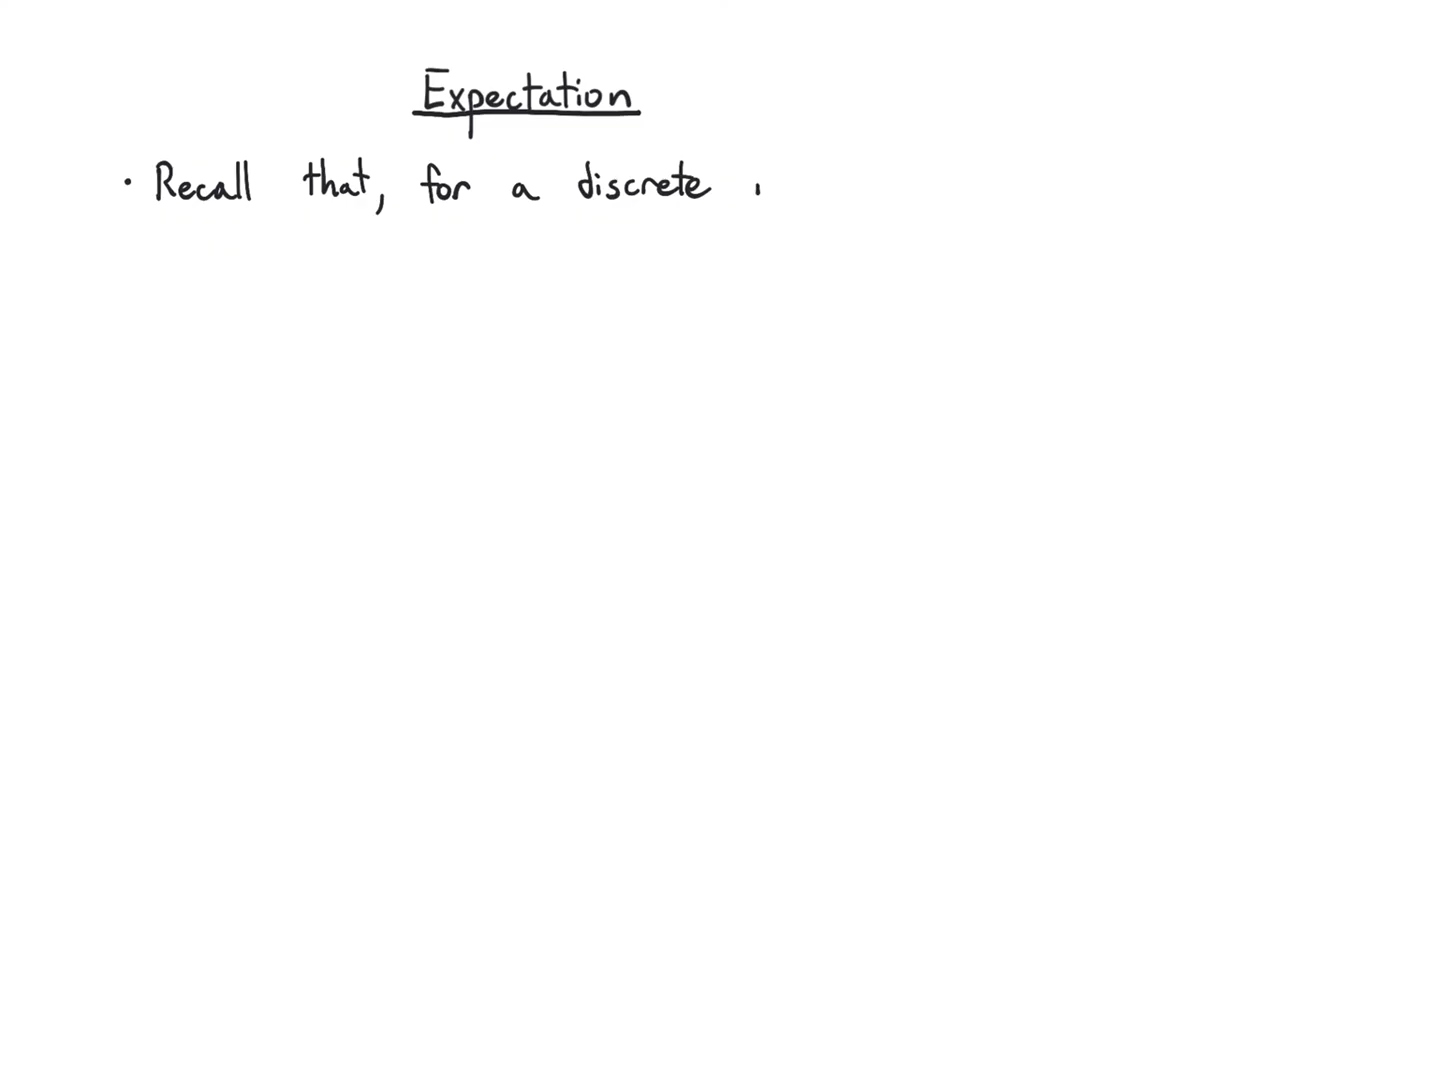 Expectation
• Recall that, for a discrete